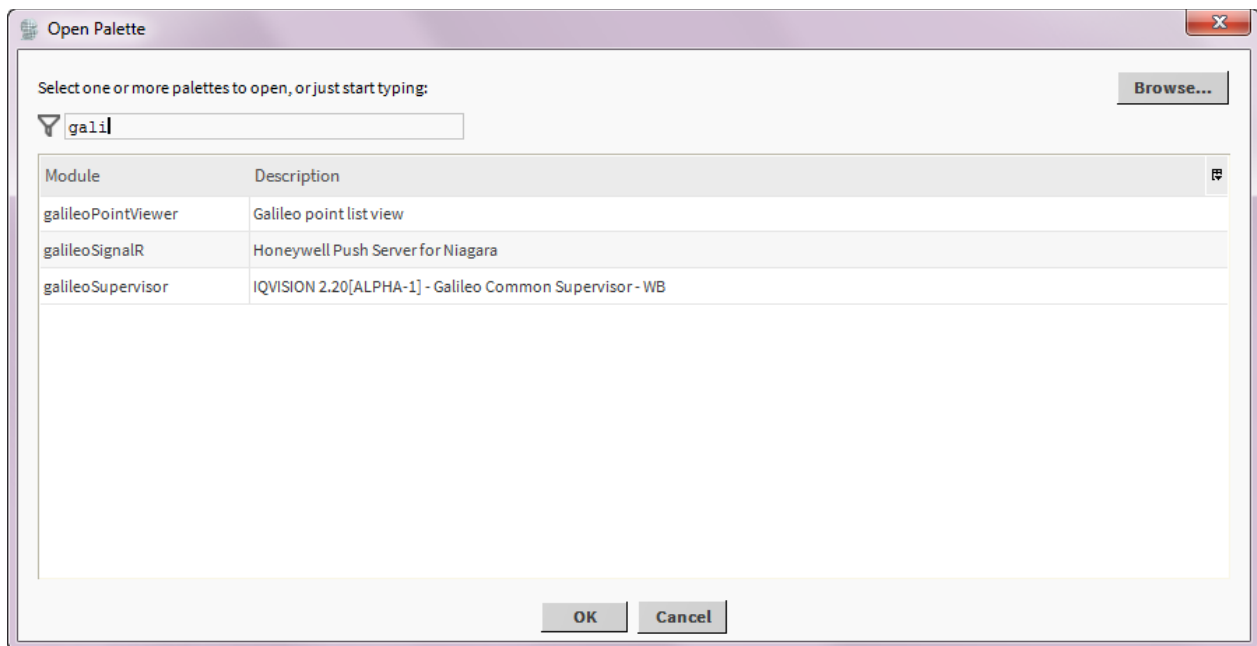 Open Palette
Select one or more palettes to open, or just start typing:
Browse...
gali
Module Description
galileoPointViewer Galileo point list view
galileoSignalR Honeywell Push Server for Niagara
galileoSupervisor IQVISION 2.20[ALPHA-1] - Galileo Common Supervisor - WB
OK Cancel